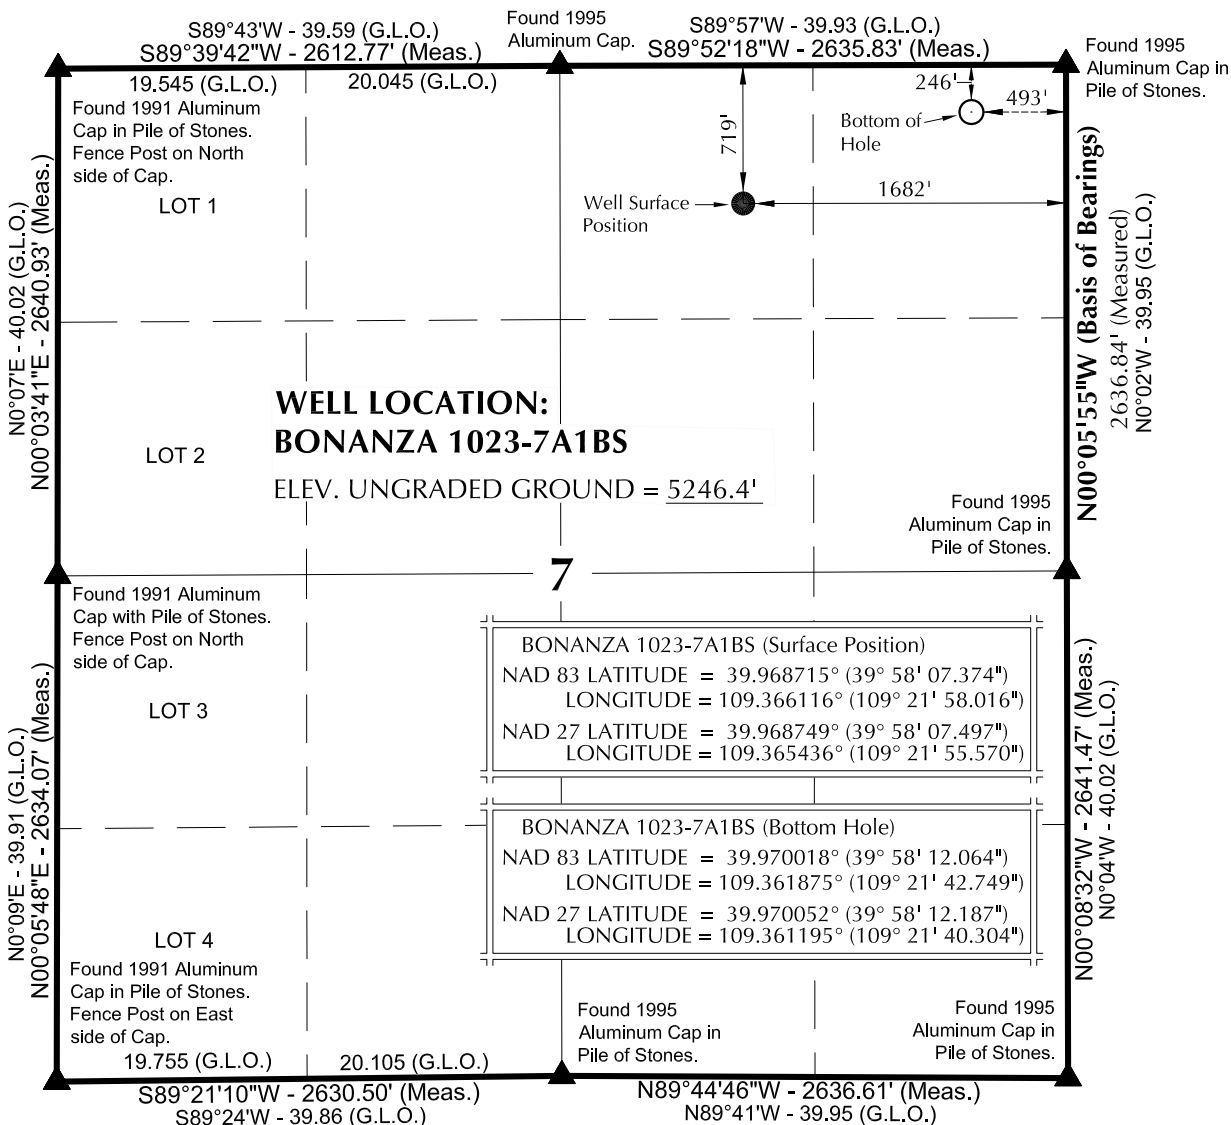 S89°43'W - 39.59 (G.L.O.)
S89°39'42"W - 2612.77' (Meas.)
Found 1995
Aluminum Cap.
S89°57'W - 39.93 (G.L.O.)
S89°52'18"W - 2635.83' (Meas.)
Found 1995
Aluminum Cap in
Pile of Stones.
19.545 (G.L.O.)
20.045 (G.L.O.)
Found 1991 Aluminum
Cap in Pile of Stones.
Fence Post on North
side of Cap.
LOT 1
719'
246'
493'
Bottom of
Hole
Well Surface
Position
1682'
N0°07'E - 40.02 (G.L.O.)
N00°03'41"E - 2640.93' (Meas.)
N00°05'55"W (Basis of Bearings)
2636.84' (Measured)
N0°02'W - 39.95 (G.L.O.)
WELL LOCATION:
BONANZA 1023-7A1BS
ELEV. UNGRADED GROUND = 5246.4'
LOT 2
Found 1995
Aluminum Cap in
Pile of Stones.
7
Found 1991 Aluminum
Cap with Pile of Stones.
Fence Post on North
side of Cap.
LOT 3
BONANZA 1023-7A1BS (Surface Position)
NAD 83 LATITUDE = 39.968715° (39° 58' 07.374")
LONGITUDE = 109.366116° (109° 21' 58.016")
NAD 27 LATITUDE = 39.968749° (39° 58' 07.497")
LONGITUDE = 109.365436° (109° 21' 55.570")
BONANZA 1023-7A1BS (Bottom Hole)
NAD 83 LATITUDE = 39.970018° (39° 58' 12.064")
LONGITUDE = 109.361875° (109° 21' 42.749")
NAD 27 LATITUDE = 39.970052° (39° 58' 12.187")
LONGITUDE = 109.361195° (109° 21' 40.304")
N0°09'E - 39.91 (G.L.O.)
N00°05'48"E - 2634.07' (Meas.)
N00°08'32"W - 2641.47' (Meas.)
N0°04'W - 40.02 (G.L.O.)
LOT 4
Found 1991 Aluminum
Cap in Pile of Stones.
Fence Post on East
side of Cap.
Found 1995
Aluminum Cap in
Pile of Stones.
Found 1995
Aluminum Cap in
Pile of Stones.
19.755 (G.L.O.)
20.105 (G.L.O.)
S89°21'10"W - 2630.50' (Meas.)
S89°24'W - 39.86 (G.L.O.)
N89°44'46"W - 2636.61' (Meas.)
N89°41'W - 39.95 (G.L.O.)